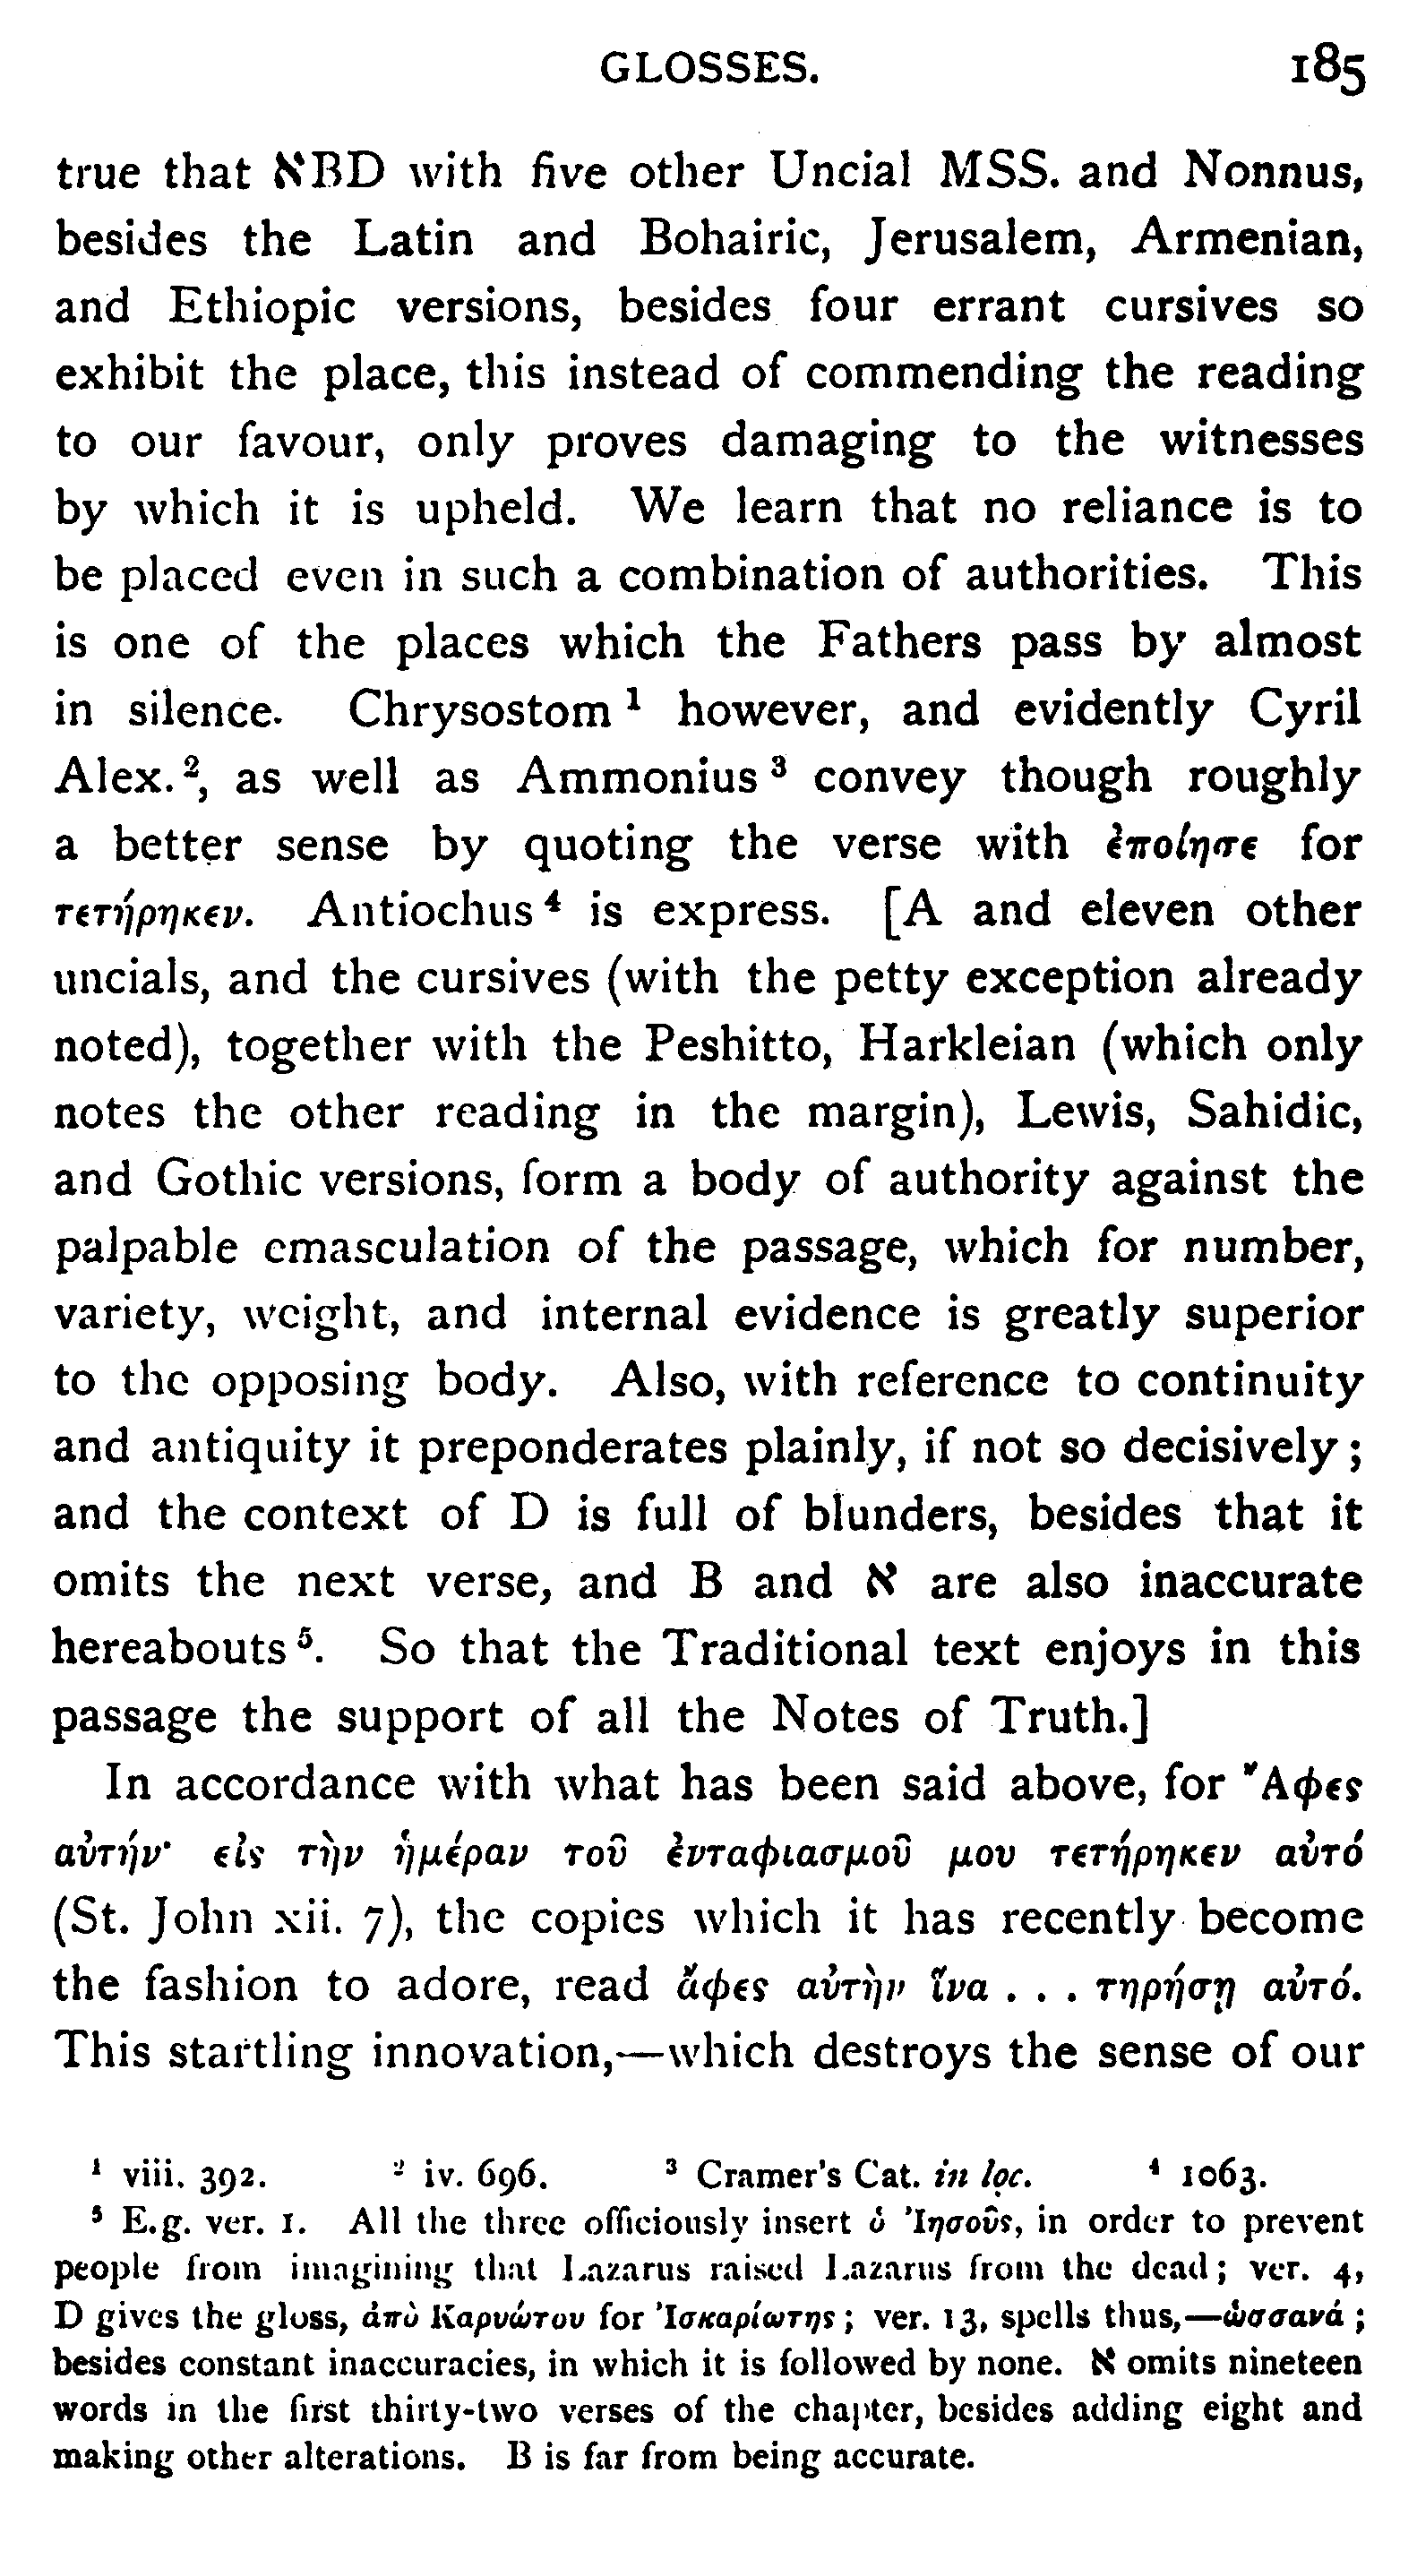 GLOSSES. 185
true that אBD with five other Uncial MSS. and Nonnus,
besides the Latin and Bohairic, Jerusalem, Armenian,
and Ethiopic versions, besides four errant cursives so
exhibit the place, this instead of commending the reading
to our favour, only proves damaging to the witnesses
by which it is upheld. We learn that no reliance is to
be placed even in such a combination of authorities. This
is one of the places which the Fathers pass by almost
in silence. Chrysostom ¹ however, and evidently Cyril
Alex. ², as well as Ammonius ³ convey though roughly
a better sense by quoting the verse with ἐποίησε for
τετήρηκεν. Antiochus ⁴ is express. [A and eleven other
uncials, and the cursives (with the petty exception already
noted), together with the Peshitto, Harkleian (which only
notes the other reading in the margin), Lewis, Sahidic,
and Gothic versions, form a body of authority against the
palpable emasculation of the passage, which for number,
variety, weight, and internal evidence is greatly superior
to the opposing body. Also, with reference to continuity
and antiquity it preponderates plainly, if not so decisively ;
and the context of D is full of blunders, besides that it
omits the next verse, and B and א are also inaccurate
hereabouts ⁵. So that the Traditional text enjoys in this
passage the support of all the Notes of Truth.]
In accordance with what has been said above, for Ἄφες
αὐτήν· εἰς τὴν ἡμέραν τοῦ ἐνταφιασμοῦ μου τετήρηκεν αὐτό
(St. John xii. 7), the copies which it has recently become
the fashion to adore, read ἄφες αὐτὴν ἵνα . . . τηρήσῃ αὐτό.
This startling innovation,—which destroys the sense of our
¹ viii. 392. ² iv. 696. ³ Cramer's Cat. in loc. ⁴ 1063.
⁵ E.g. ver. 1. All the three officiously insert ὁ Ἰησοῦς, in order to prevent
people from imagining that Lazarus raised Lazarus from the dead ; ver. 4,
D gives the gloss, ἀπὸ Καρυώτου for Ἰσκαρίωτης ; ver. 13, spells thus,—ὡσσανά ;
besides constant inaccuracies, in which it is followed by none. א omits nineteen
words in the first thirty-two verses of the chapter, besides adding eight and
making other alterations. B is far from being accurate.